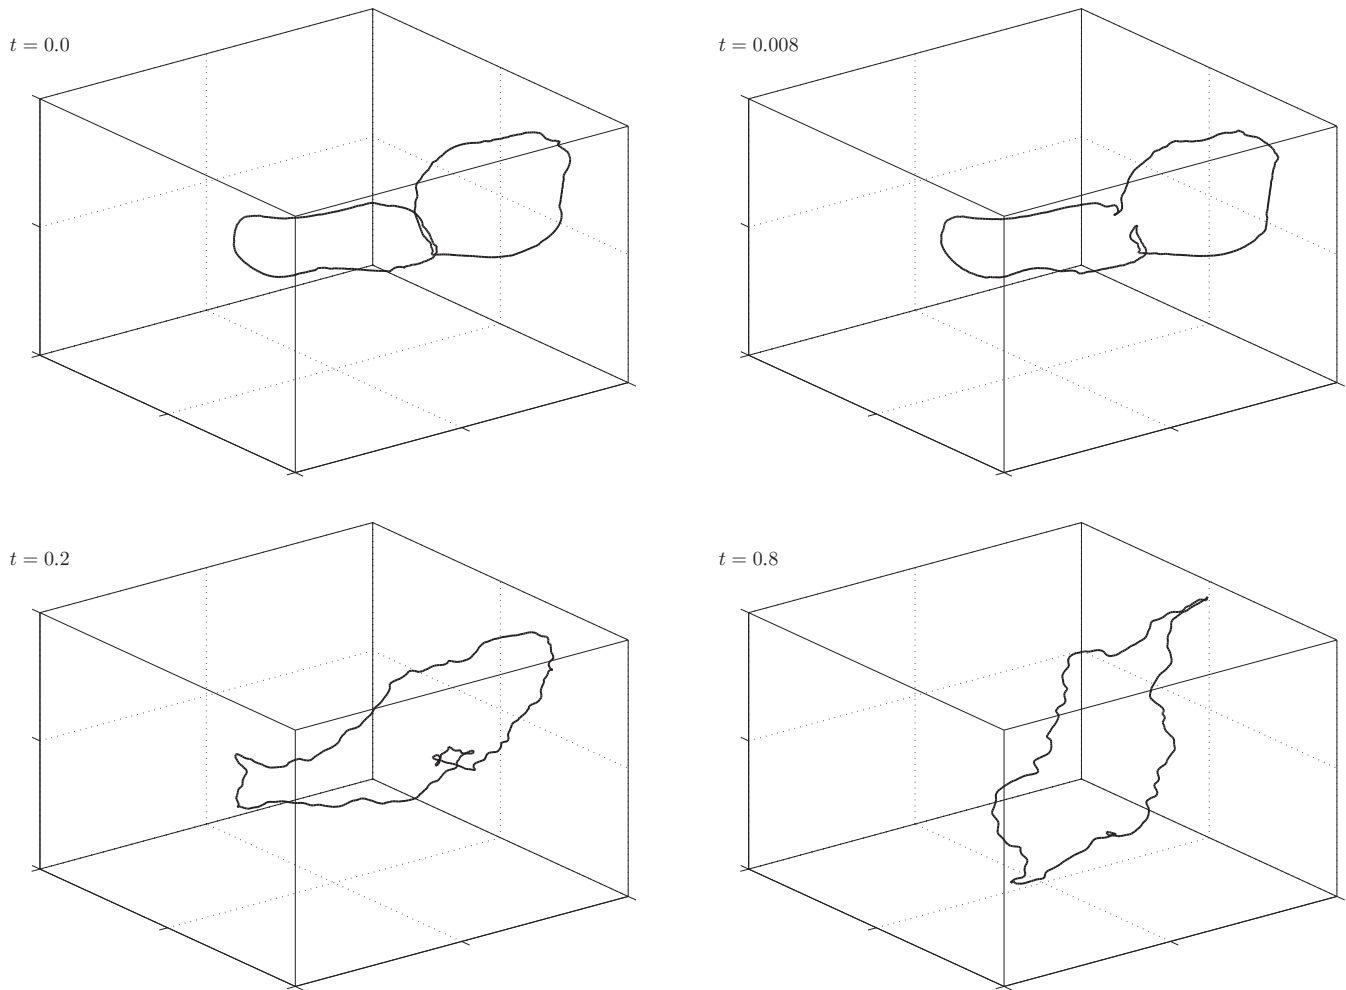 t = 0.0
t = 0.008
t = 0.2
t = 0.8